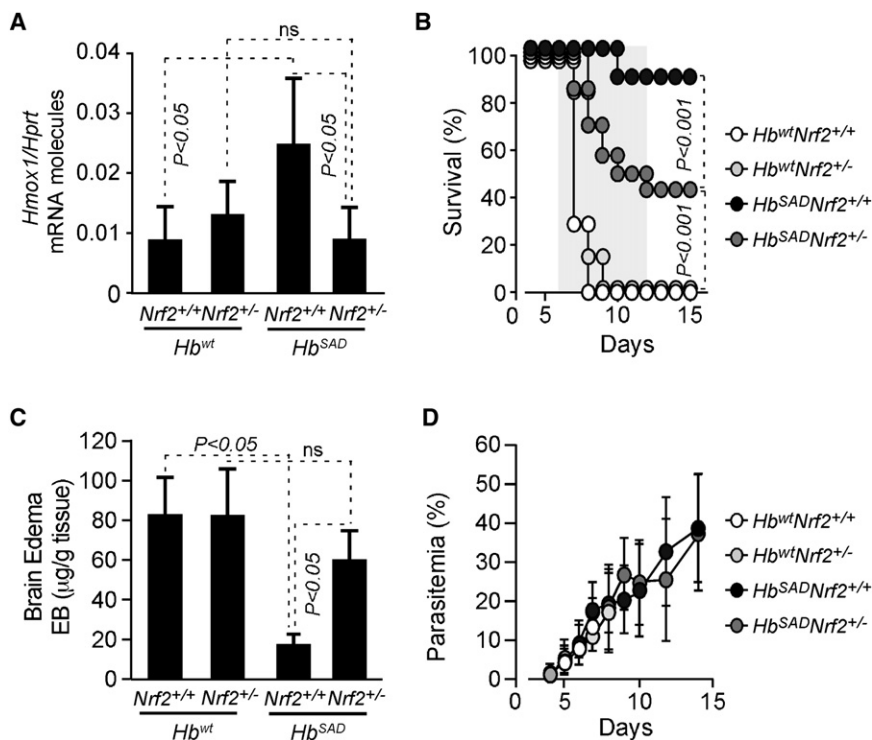 A
Hmox1/Hprt
mRNA molecules
0.04
0.03
0.02
0.01
0
ns
P<0.05
P<0.05
Nrf2+/+ Nrf2+/- Nrf2+/+ Nrf2+/-
Hbwt HbSAD
B
Survival (%)
100
80
60
40
20
0
0 5 10 15
Days
P<0.001
P<0.001
HbwtNrf2+/+
HbwtNrf2+/-
HbSADNrf2+/+
HbSADNrf2+/-
C
Brain Edema
EB (µg/g tissue)
120
100
80
60
40
20
0
P<0.05
ns
P<0.05
Nrf2+/+ Nrf2+/- Nrf2+/+ Nrf2+/-
Hbwt HbSAD
D
Parasitemia (%)
60
50
40
30
20
10
0
0 5 10 15
Days
HbwtNrf2+/+
HbwtNrf2+/-
HbSADNrf2+/+
HbSADNrf2+/-